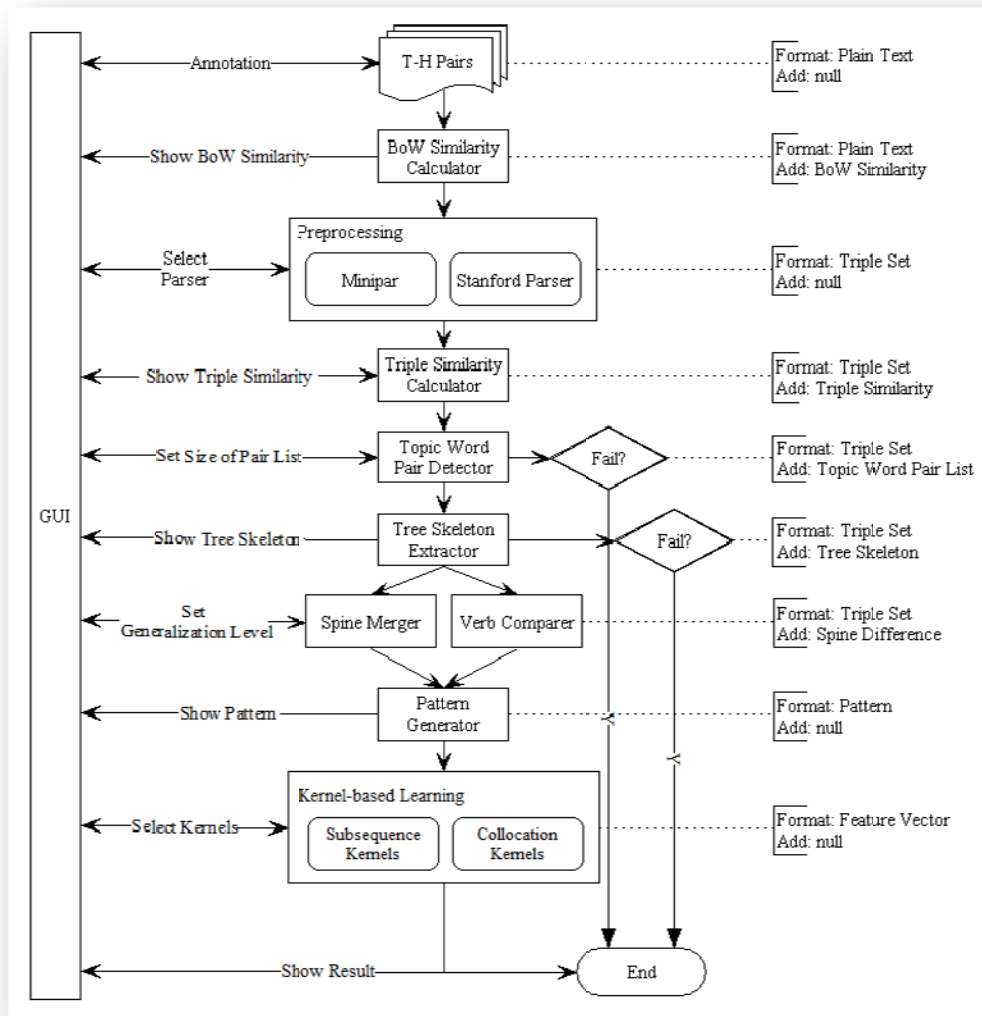 Annotation
T-H Pairs
Format: Plain Text
Add: null
Show BoW Similarity
BoW Similarity
Calculator
Format: Plain Text
Add: BoW Similarity
Preprocessing
Select
Parser
Minipar
Stanford Parser
Format: Triple Set
Add: null
Show Triple Similarity
Triple Similarity
Calculator
Format: Triple Set
Add: Triple Similarity
Set Size of Pair List
Topic Word
Pair Detector
Fail?
Format: Triple Set
Add: Topic Word Pair List
GUI
Show Tree Skeleton
Tree Skeleton
Extractor
Fail?
Format: Triple Set
Add: Tree Skeleton
Set
Generalization Level
Spine Merger
Verb Comparer
Format: Triple Set
Add: Spine Difference
Show Pattern
Pattern
Generator
Y
Format: Pattern
Add: null
Y
Kernel-based Learning
Select Kernels
Subsequence
Kernels
Collocation
Kernels
Format: Feature Vector
Add: null
Show Result
End